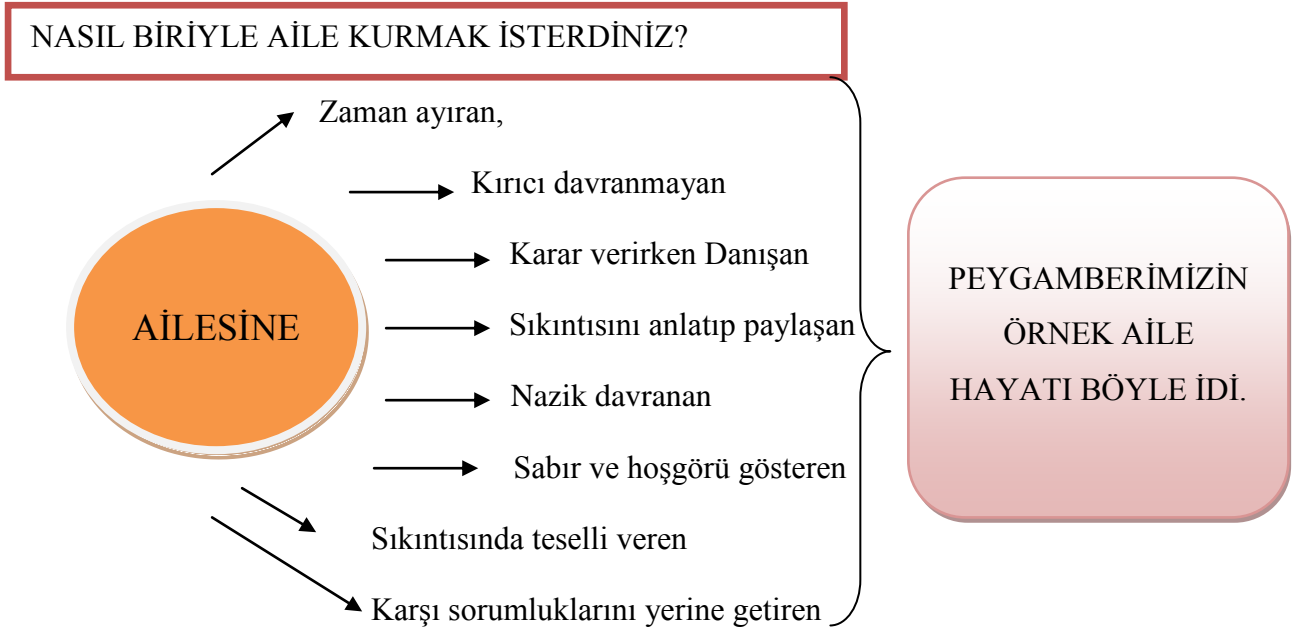 NASIL BİRİYLE AİLE KURMAK İSTERDİNİZ?
Zaman ayıran,
Kırıcı davranmayan
Karar verirken Danışan
Sıkıntısını anlatıp paylaşan
Nazik davranan
Sabır ve hoşgörü gösteren
Sıkıntısında teselli veren
Karşı sorumluklarını yerine getiren
AİLESİNE
PEYGAMBERİMİZİN
ÖRNEK AİLE
HAYATI BÖYLE İDİ.